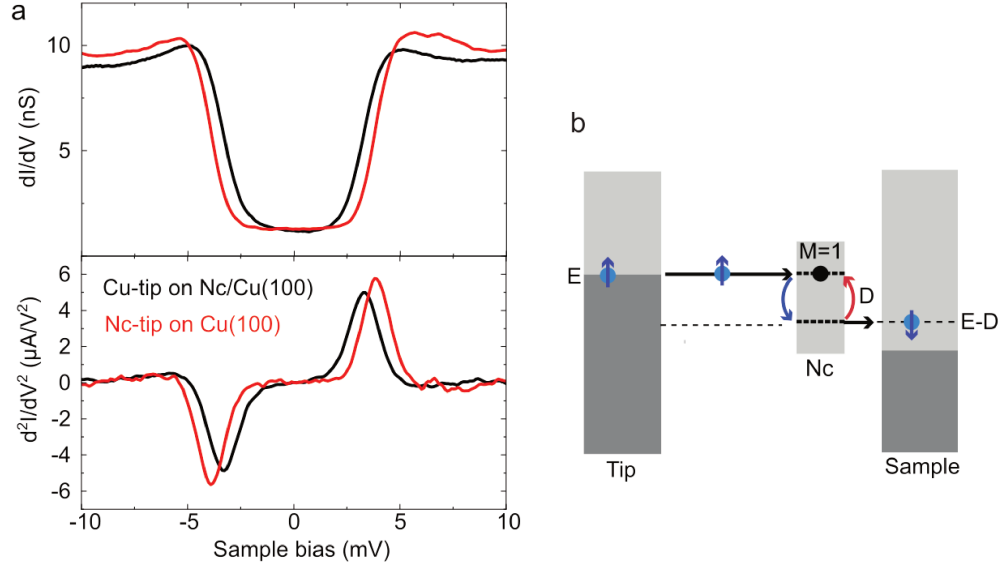 a
10
5
dI/dV (nS)
6
4
2
0
-2
-4
-6
d²I/dV² (µA/V²)
Cu-tip on Nc/Cu(100)
Nc-tip on Cu(100)
-10 -5 0 5 10
Sample bias (mV)
b
M=1
E
D
E-D
Nc
Tip
Sample